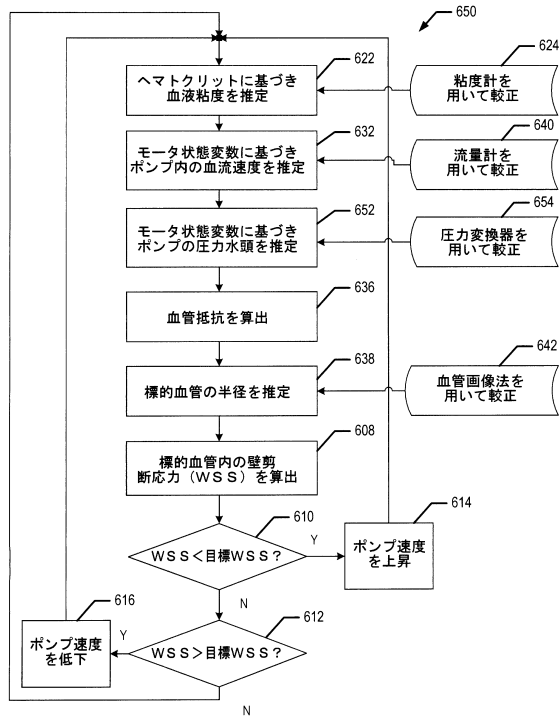 650
622
ヘマトクリットに基づき
血液粘度を推定
624
粘度計を
用いて較正
632
モータ状態変数に基づき
ポンプ内の血流速度を推定
640
流量計を
用いて較正
652
モータ状態変数に基づき
ポンプの圧力水頭を推定
654
圧力変換器を
用いて較正
636
血管抵抗を算出
638
標的血管の半径を推定
642
血管画像法を
用いて較正
608
標的血管内の壁剪
断応力(WSS)を算出
610
WSS<目標WSS?
Y
614
ポンプ速度
を上昇
N
612
WSS>目標WSS?
Y
616
ポンプ速度
を低下
N